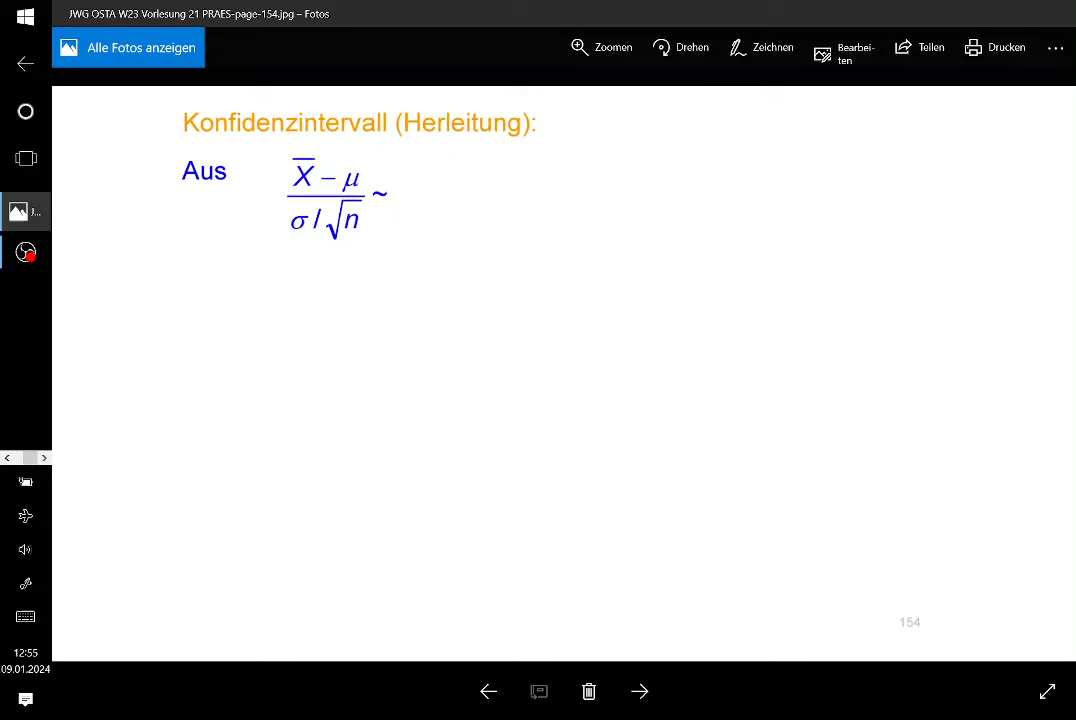 JWG OSTA W23 Vorlesung 21 PRAES-page-154.jpg – Fotos
Alle Fotos anzeigen
Zoomen
Drehen
Zeichnen
Bearbei-
ten
Teilen
Drucken
Konfidenzintervall (Herleitung):
Aus X̅ – μ
σ / √n ~
J...
154
12:55
09.01.2024